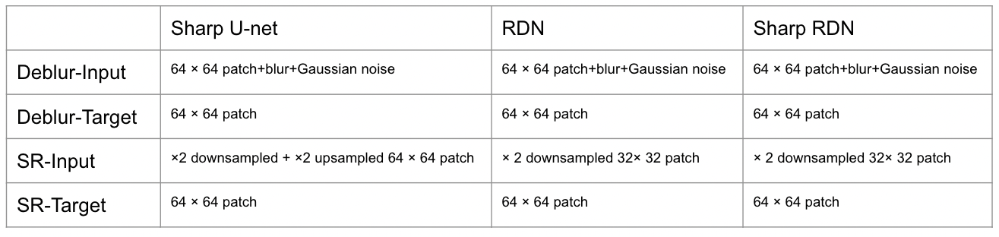 Sharp U-net RDN Sharp RDN
Deblur-Input 64 × 64 patch+blur+Gaussian noise 64 × 64 patch+blur+Gaussian noise 64 × 64 patch+blur+Gaussian noise
Deblur-Target 64 × 64 patch 64 × 64 patch 64 × 64 patch
SR-Input ×2 downsampled + ×2 upsampled 64 × 64 patch × 2 downsampled 32× 32 patch × 2 downsampled 32× 32 patch
SR-Target 64 × 64 patch 64 × 64 patch 64 × 64 patch